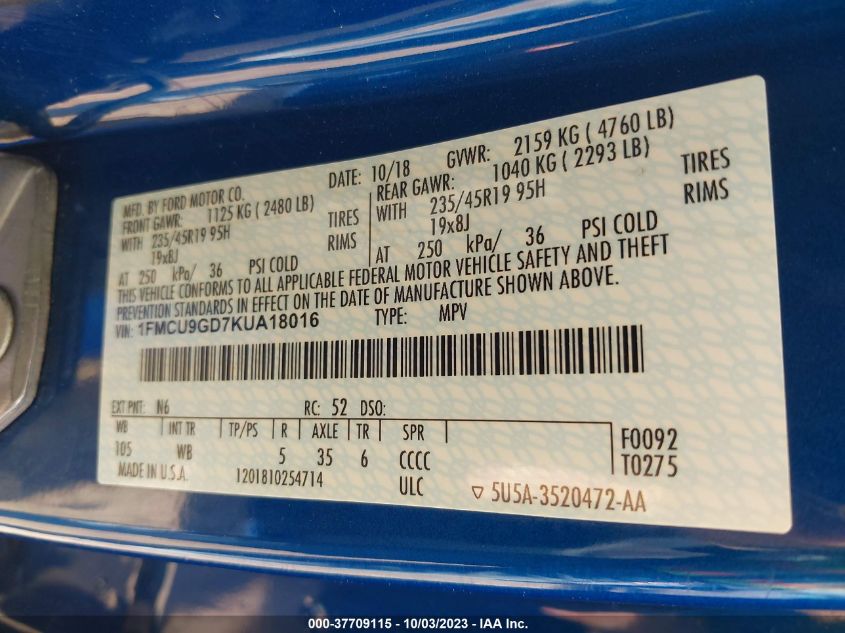 MFD. BY FORD MOTOR CO.
DATE: 10/18 GVWR: 2159 KG ( 4760 LB)
FRONT GAWR: 1125 KG ( 2480 LB)
WITH 235/45R19 95H TIRES
19x8J RIMS
AT 250 kPa/ 36 PSI COLD
REAR GAWR: 1040 KG ( 2293 LB)
WITH 235/45R19 95H TIRES
19x8J RIMS
AT 250 kPa/ 36 PSI COLD
THIS VEHICLE CONFORMS TO ALL APPLICABLE FEDERAL MOTOR VEHICLE SAFETY AND THEFT
PREVENTION STANDARDS IN EFFECT ON THE DATE OF MANUFACTURE SHOWN ABOVE.
VIN: 1FMCU9GD7KUA18016 TYPE: MPV
EXT PNT: N6 RC: 52 DSO:
WB INT TR TP/PS R AXLE TR SPR
105 WB 5 35 6 CCCC
F0092
T0275
MADE IN U.S.A. 1201810254714 ULC ▽ 5U5A-3520472-AA
000-37709115 - 10/03/2023 - IAA Inc.